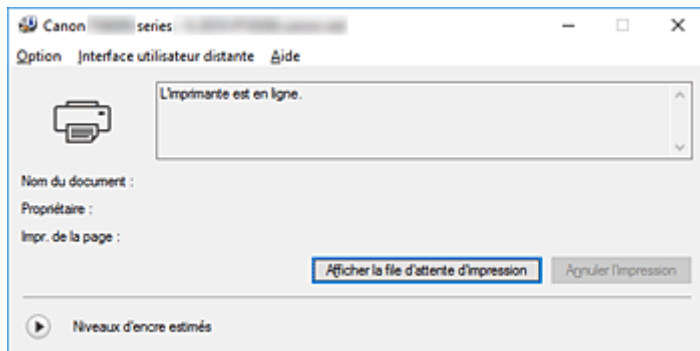 Canon series
Option Interface utilisateur distante Aide
L'imprimante est en ligne.
Nom du document :
Propriétaire :
Impr. de la page :
Afficher la file d'attente d'impression Annuler l'impression
Niveaux d'encre estimés